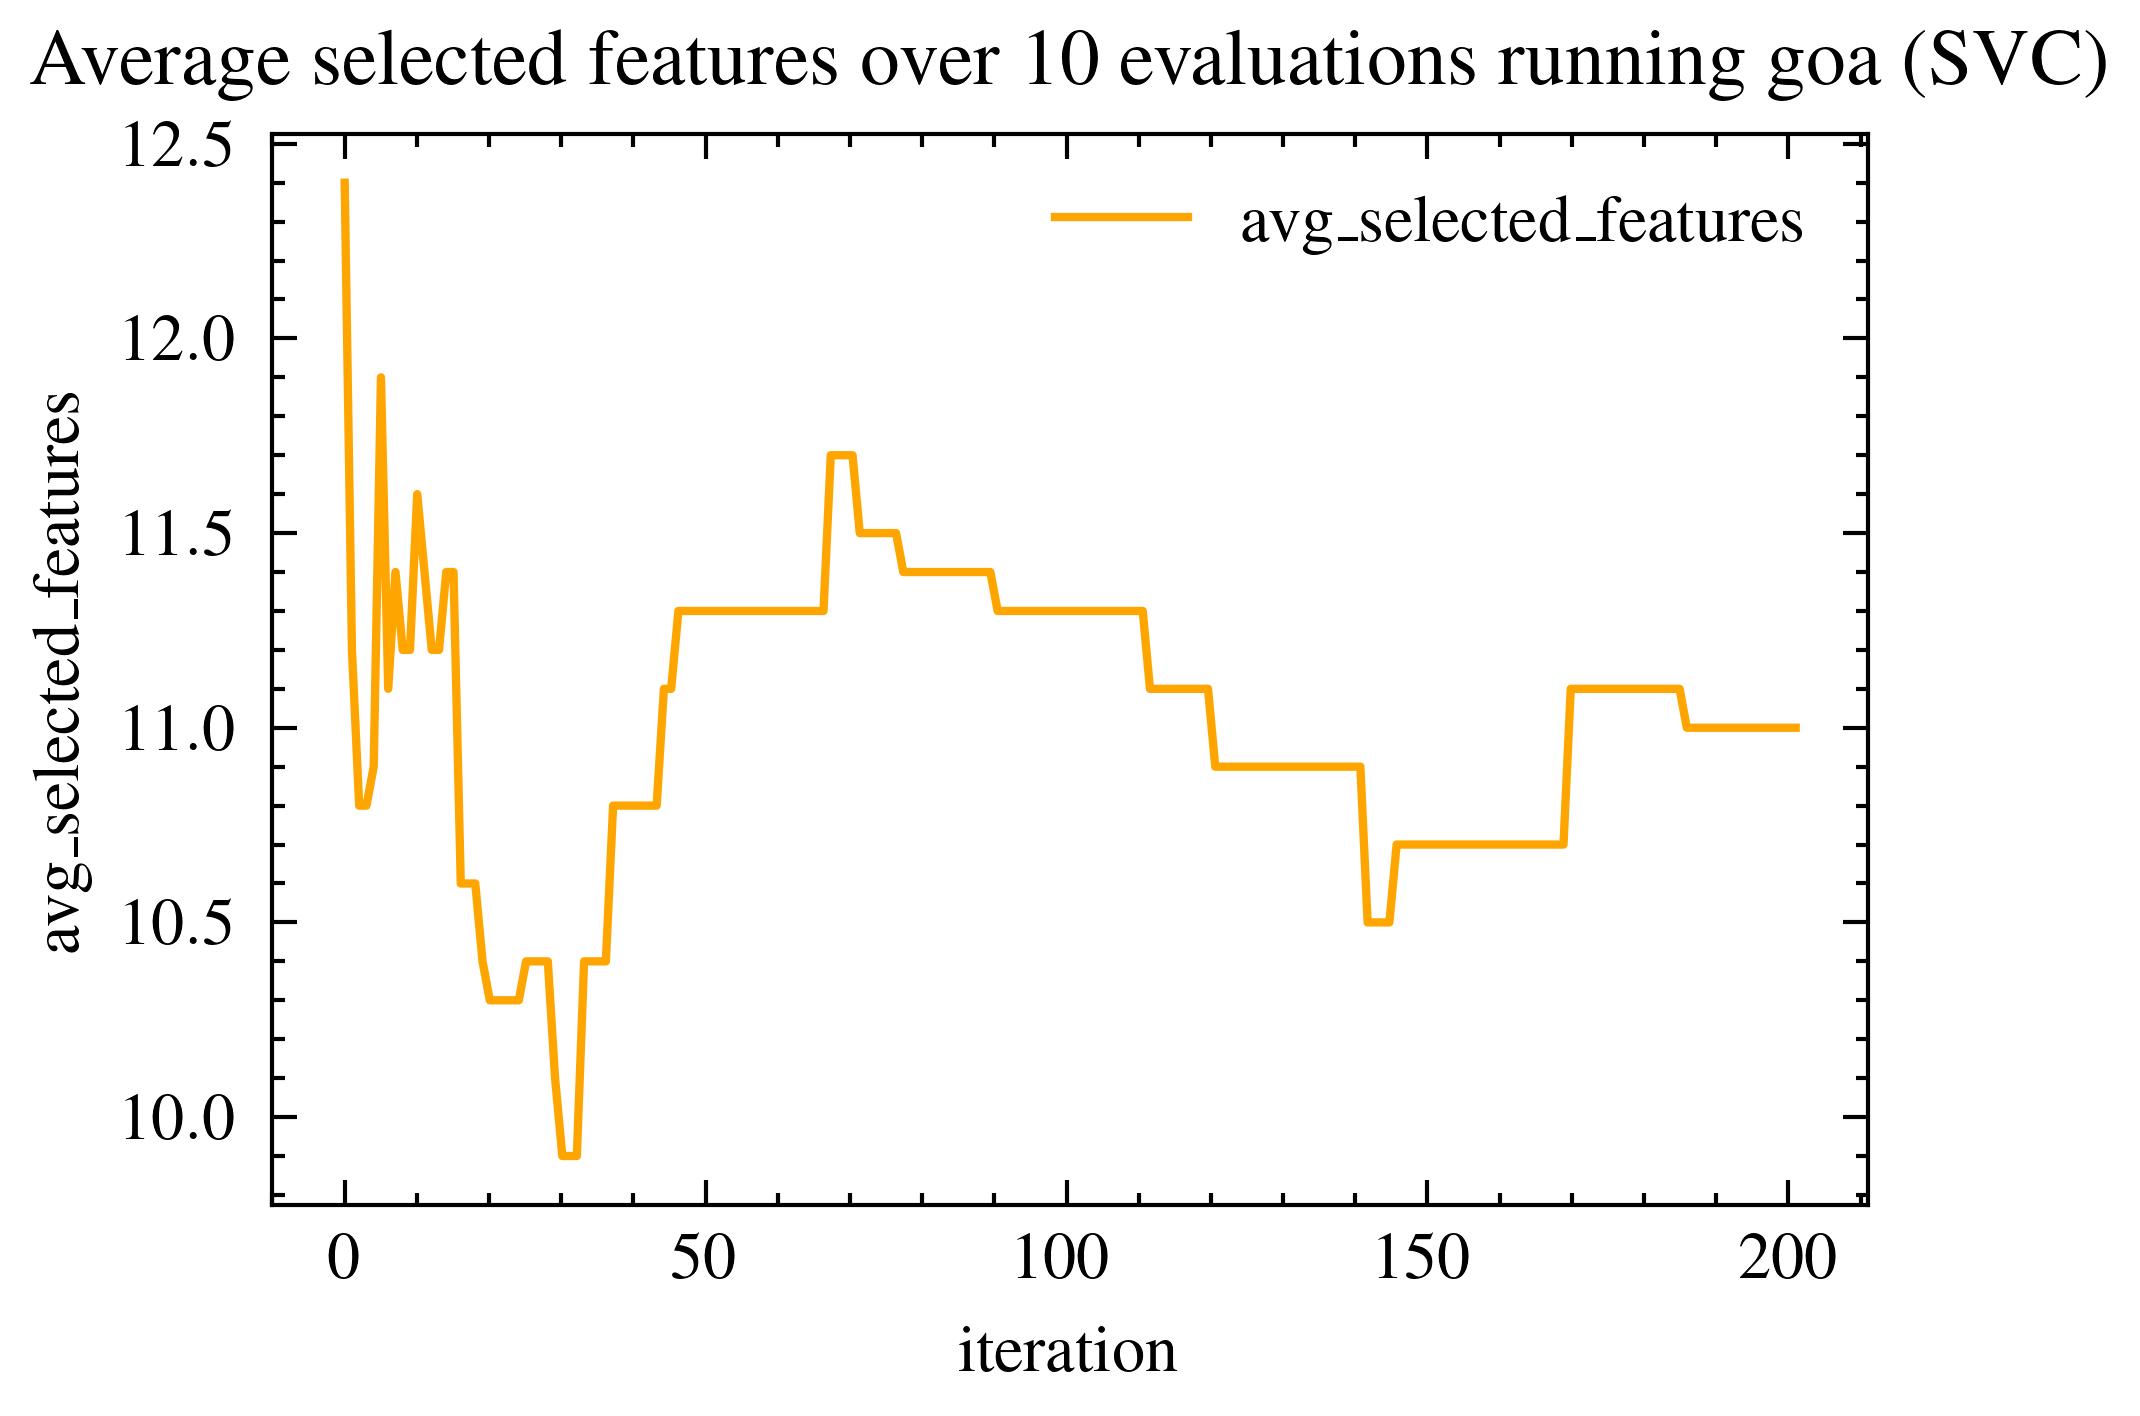 Average selected features over 10 evaluations running goa (SVC)
avg_selected_features
12.5
12.0
11.5
11.0
10.5
10.0
avg_selected_features
0 50 100 150 200
iteration